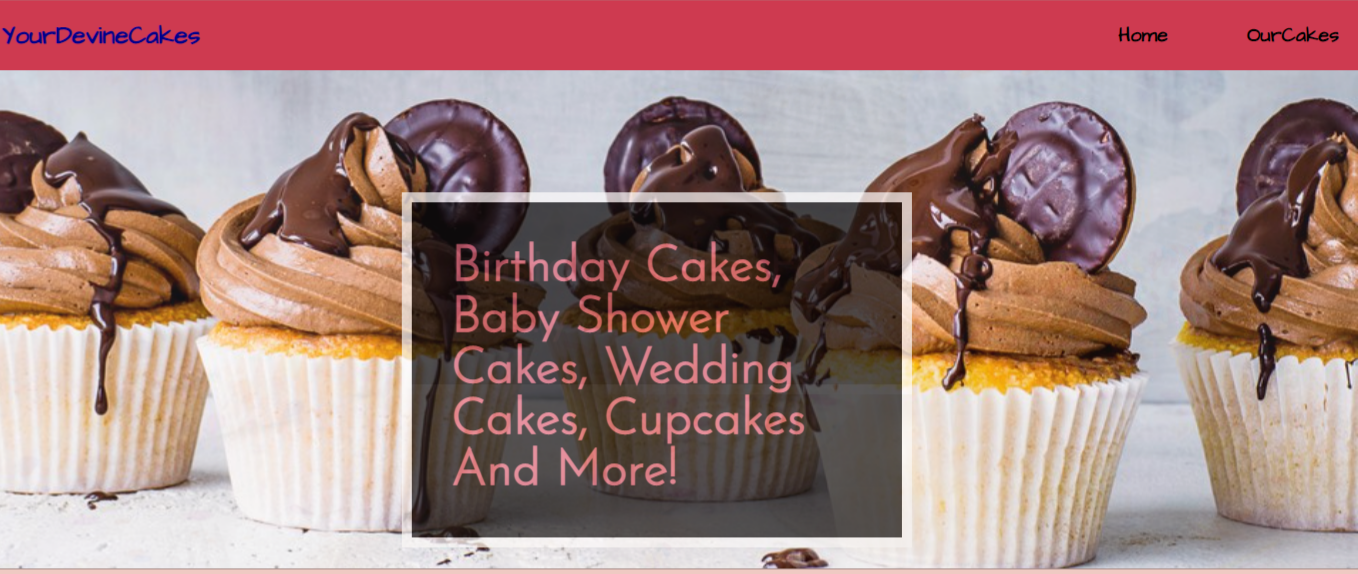 YourDevineCakes
Home
OurCakes
Birthday Cakes,
Baby Shower
Cakes, Wedding
Cakes, Cupcakes
And More!